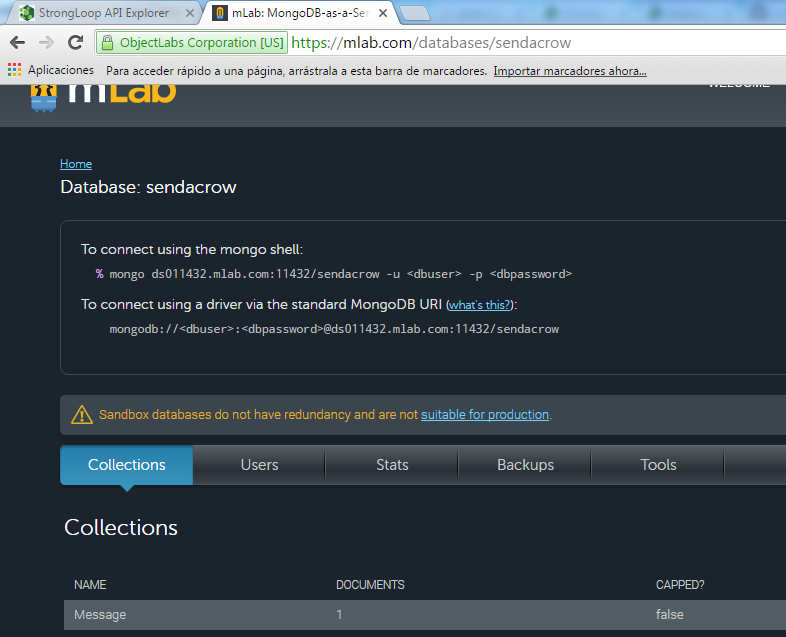 StrongLoop API Explorer
mLab: MongoDB-as-a-Ser
ObjectLabs Corporation [US] https://mlab.com/databases/sendacrow
Aplicaciones Para acceder rápido a una página, arrástrala a esta barra de marcadores. Importar marcadores ahora...
mLab
WELCOME
Home
Database: sendacrow
To connect using the mongo shell:
% mongo ds011432.mlab.com:11432/sendacrow -u <dbuser> -p <dbpassword>
To connect using a driver via the standard MongoDB URI (what's this?):
mongodb://<dbuser>:<dbpassword>@ds011432.mlab.com:11432/sendacrow
Sandbox databases do not have redundancy and are not suitable for production.
Collections Users Stats Backups Tools
Collections
NAME DOCUMENTS CAPPED?
Message 1 false